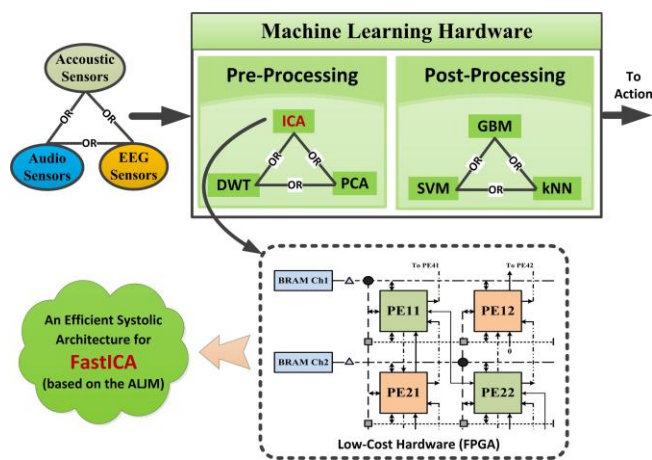 Machine Learning Hardware
Accoustic
Sensors
OR
OR
OR
Audio
Sensors
EEG
Sensors
Pre-Processing
ICA
OR
OR
OR
DWT
PCA
Post-Processing
GBM
OR
OR
OR
SVM
kNN
To
Action
An Efficient Systolic
Architecture for
FastICA
(based on the ALJM)
To PE41
To PE42
BRAM Ch1
PE11
PE12
0
BRAM Ch2
PE21
PE22
Low-Cost Hardware (FPGA)